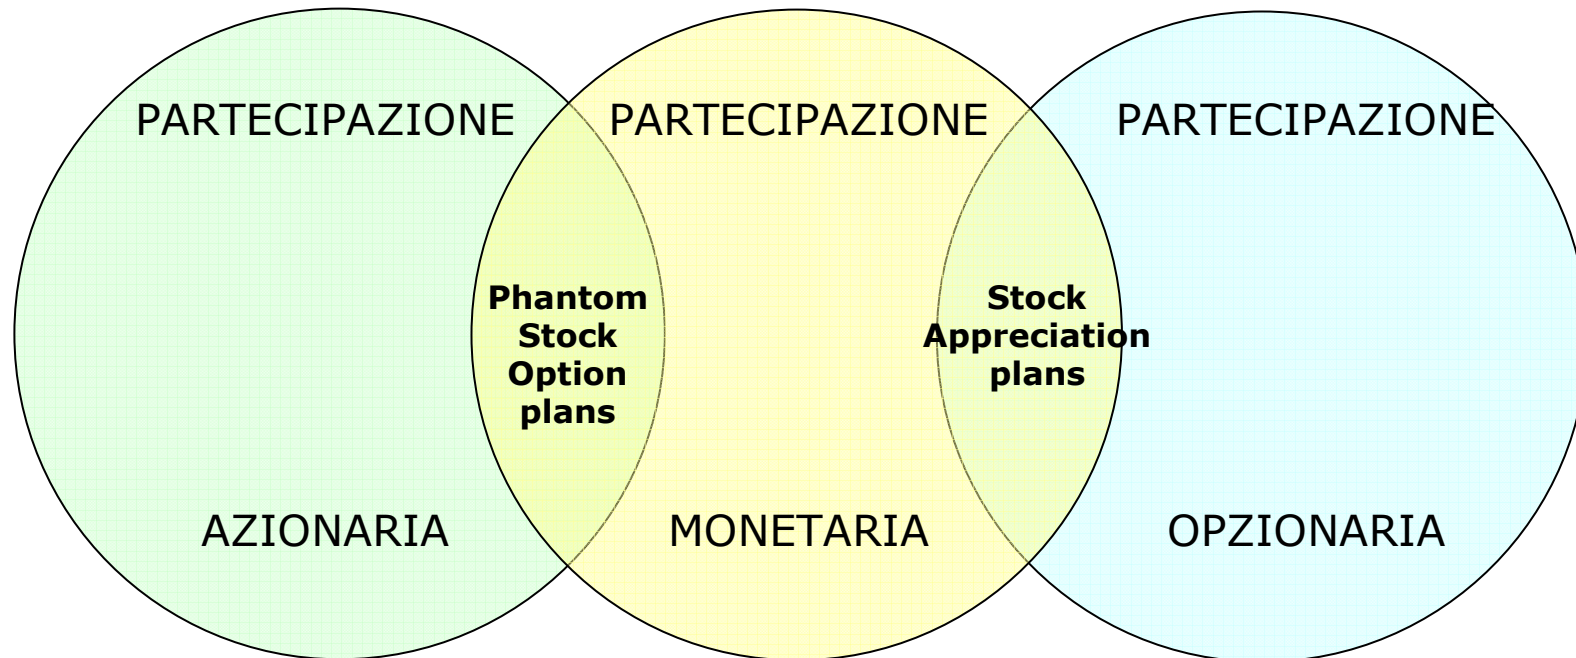 PARTECIPAZIONE
AZIONARIA
Phantom
Stock
Option
plans
PARTECIPAZIONE
MONETARIA
Stock
Appreciation
plans
PARTECIPAZIONE
OPZIONARIA